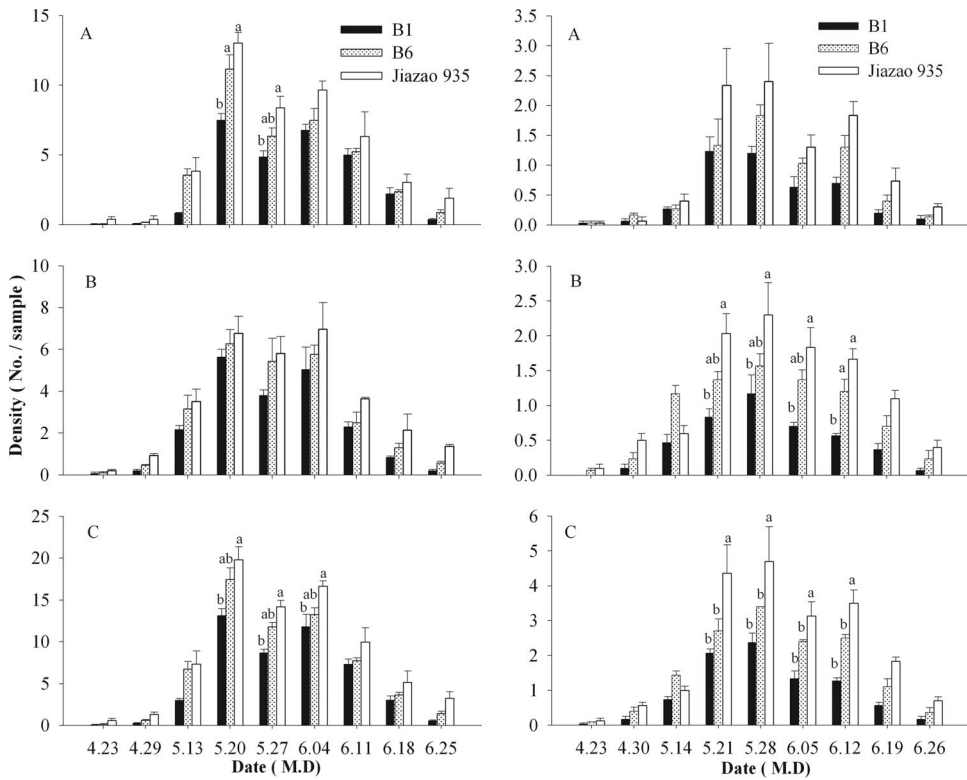 A
B1
B6
Jiazao 935
15
10
5
0
b
a
a
b
ab
a
A
B1
B6
Jiazao 935
3.5
3.0
2.5
2.0
1.5
1.0
0.5
0.0
Density ( No. / sample )
B
10
8
6
4
2
0
B
3.0
2.5
2.0
1.5
1.0
0.5
0.0
b
ab
a
b
ab
a
b
ab
a
b
a
a
C
25
20
15
10
5
0
b
ab
a
b
ab
a
b
ab
a
4.23 4.29 5.13 5.20 5.27 6.04 6.11 6.18 6.25
Date ( M.D )
C
6
5
4
3
2
1
0
b
b
a
b
b
a
b
b
a
b
b
a
4.23 4.30 5.14 5.21 5.28 6.05 6.12 6.19 6.26
Date ( M.D )